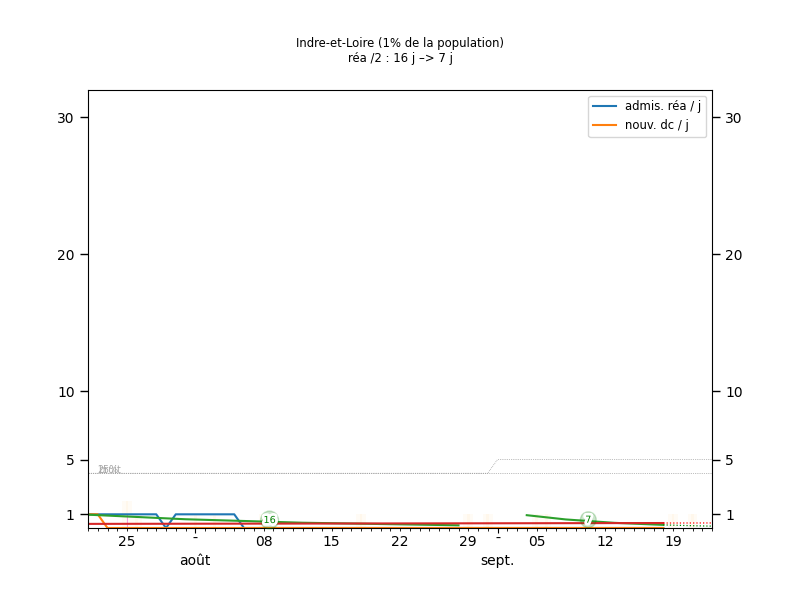 Indre-et-Loire (1% de la population)
réa /2 : 16 j –> 7 j
admis. réa / j
nouv. dc / j
30 30
20 20
10 10
5 5
1 1
16
7
25 - 08 15 22 29 - 05 12 19
août sept.